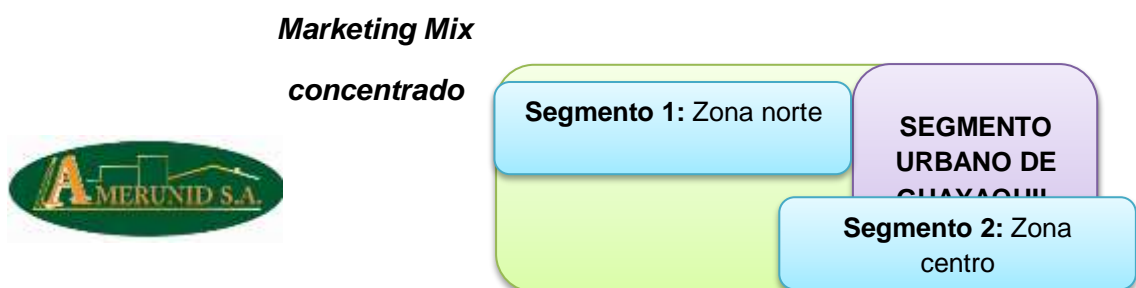 Marketing Mix
concentrado
AMERUNID S.A.
Segmento 1: Zona norte
SEGMENTO
URBANO DE
Segmento 2: Zona
centro